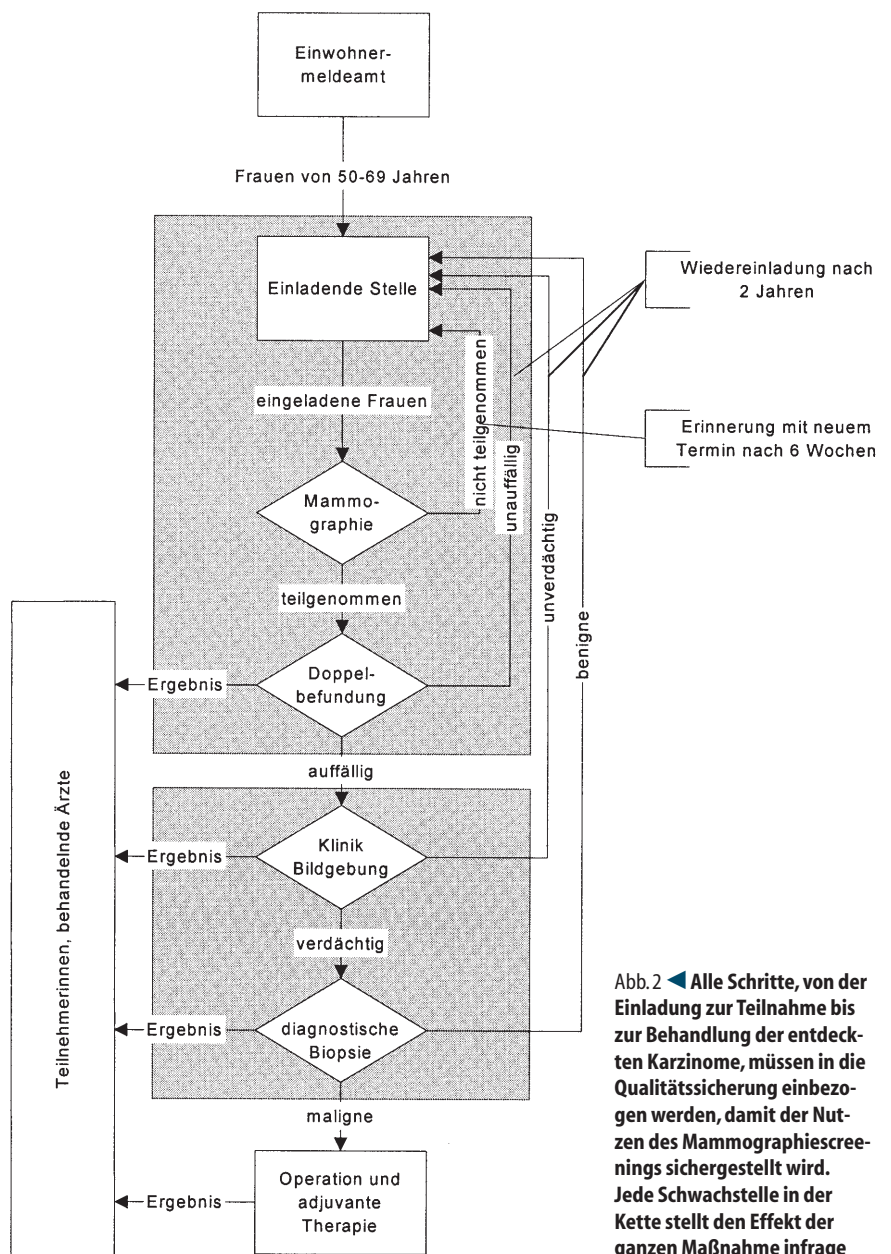 Einwohner-
meldeamt
Frauen von 50-69 Jahren
Einladende Stelle
Wiedereinladung nach
2 Jahren
eingeladene Frauen
nicht teilgenommen
unauffällig
unverdächtig
benigne
Erinnerung mit neuem
Termin nach 6 Wochen
Mammo-
graphie
teilgenommen
Doppel-
befundung
Ergebnis
auffällig
Klinik
Bildgebung
Ergebnis
verdächtig
diagnostische
Biopsie
Ergebnis
maligne
Operation und
adjuvante
Therapie
Ergebnis
Teilnehmerinnen, behandelnde Ärzte
Abb. 2 ◀ Alle Schritte, von der
Einladung zur Teilnahme bis
zur Behandlung der entdeck-
ten Karzinome, müssen in die
Qualitätssicherung einbezo-
gen werden, damit der Nut-
zen des Mammographiescree-
nings sichergestellt wird.
Jede Schwachstelle in der
Kette stellt den Effekt der
ganzen Maßnahme infrage